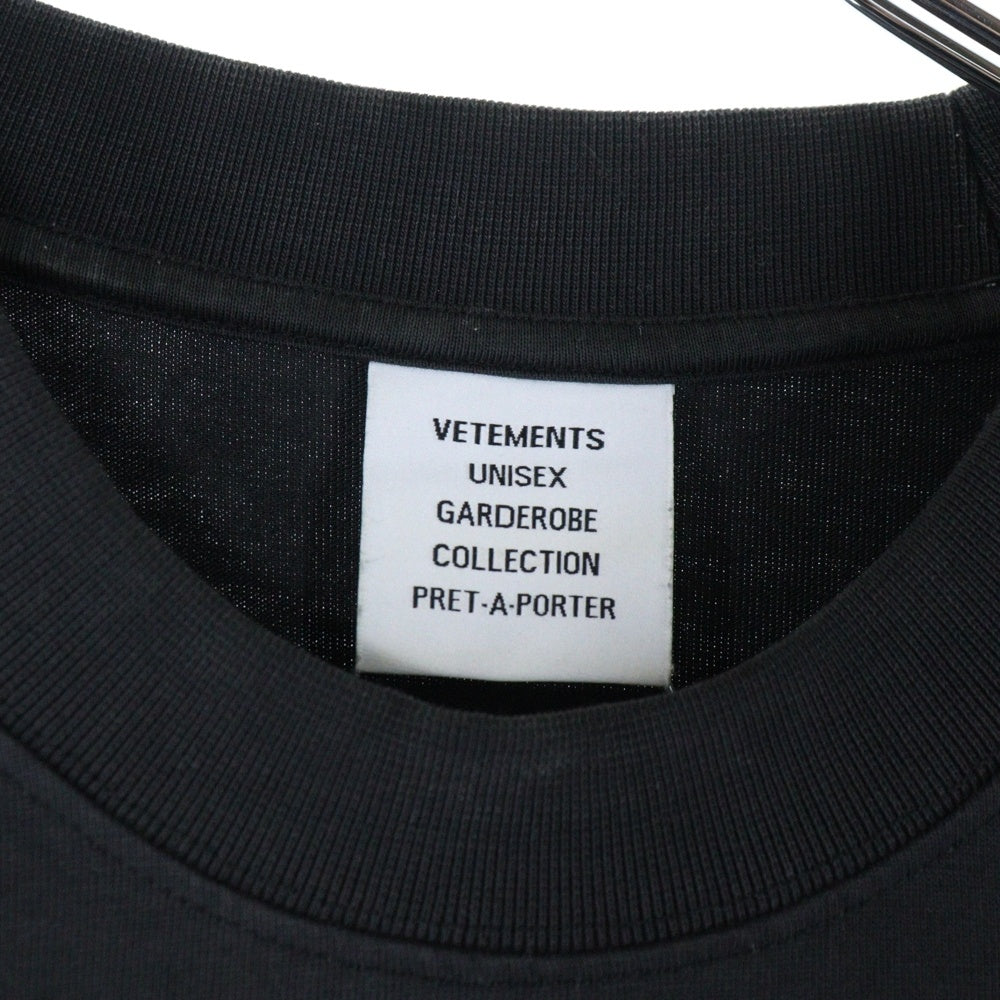 VETEMENTS
UNISEX
GARDEROBE
COLLECTION
PRET-A-PORTER